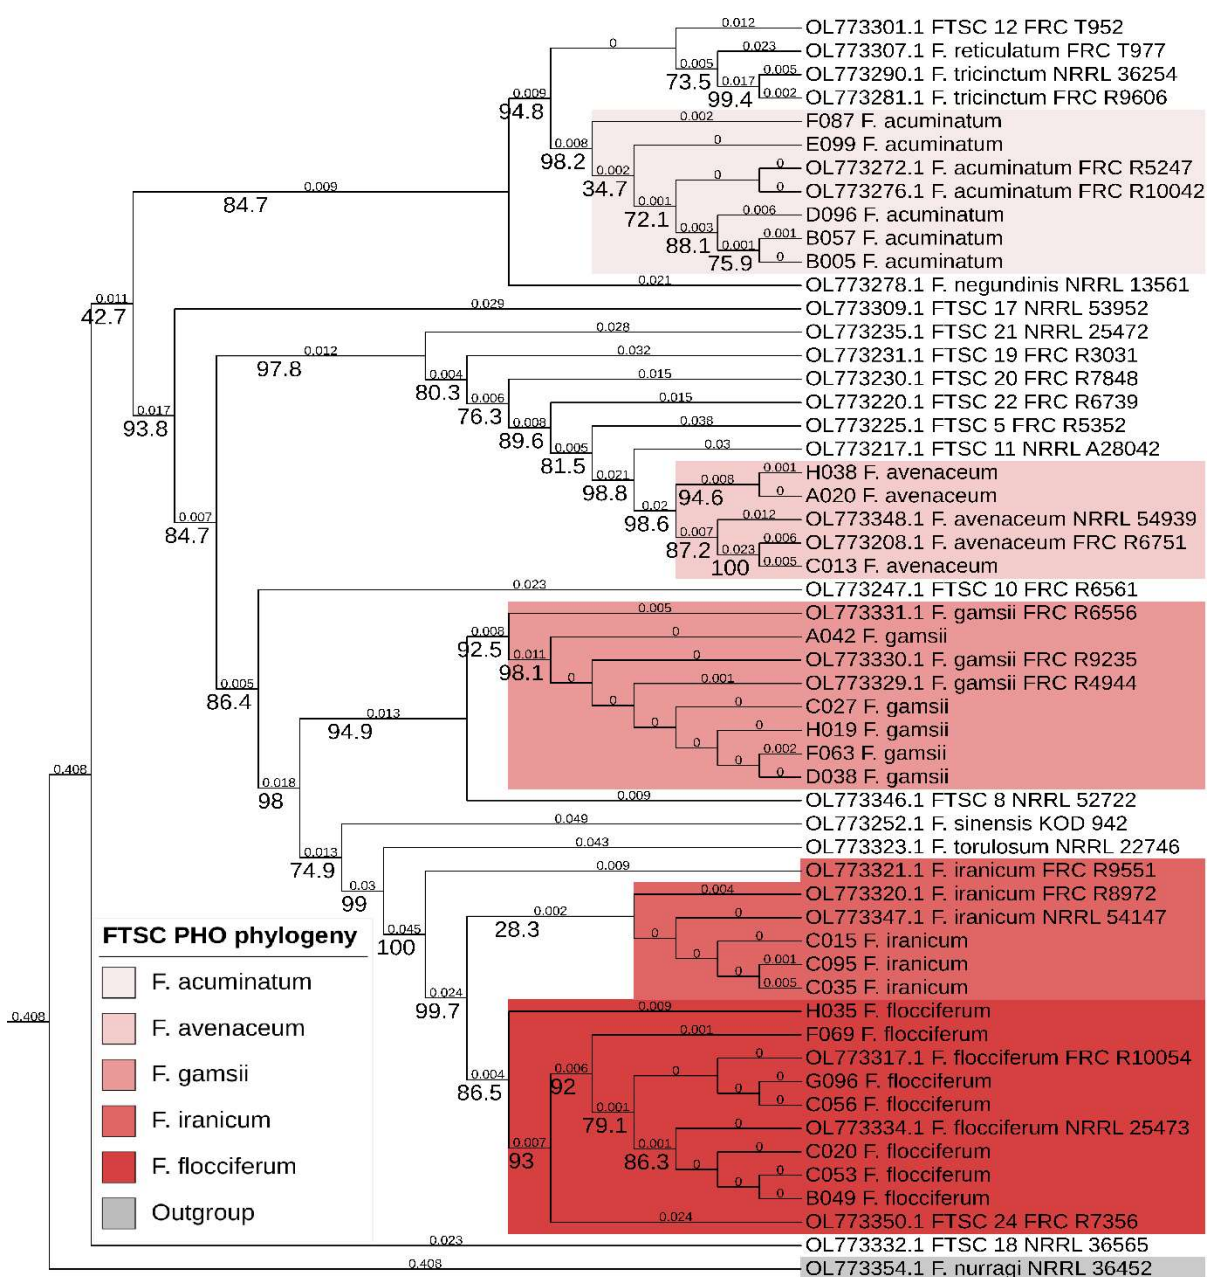 0.012 OL773301.1 FTSC 12 FRC T952
0
0.023 OL773307.1 F. reticulatum FRC T977
0.005
73.5
0.005 OL773290.1 F. tricinctum NRRL 36254
0.017
99.4
0.002 OL773281.1 F. tricinctum FRC R9606
0.009
94.8
0.002 F087 F. acuminatum
0.008
98.2
0 E099 F. acuminatum
0.002
34.7
0 OL773272.1 F. acuminatum FRC R5247
0
0 OL773276.1 F. acuminatum FRC R10042
0.001
72.1
0.006 D096 F. acuminatum
0.003
88.1
0.001 B057 F. acuminatum
0.001
75.9
0 B005 F. acuminatum
0.009
84.7
0.021 OL773278.1 F. negundinis NRRL 13561
0.011
42.7
0.029 OL773309.1 FTSC 17 NRRL 53952
0.028 OL773235.1 FTSC 21 NRRL 25472
0.012
97.8
0.032 OL773231.1 FTSC 19 FRC R3031
0.004
80.3
0.015 OL773230.1 FTSC 20 FRC R7848
0.006
76.3
0.015 OL773220.1 FTSC 22 FRC R6739
0.017
93.8
0.008
89.6
0.038 OL773225.1 FTSC 5 FRC R5352
0.005
81.5
0.03 OL773217.1 FTSC 11 NRRL A28042
0.021
98.8
0.001 H038 F. avenaceum
0.008
94.6
0 A020 F. avenaceum
0.02
98.6
0.012 OL773348.1 F. avenaceum NRRL 54939
0.007
84.7
0.007
87.2
0.006 OL773208.1 F. avenaceum FRC R6751
0.023
100
0.005 C013 F. avenaceum
0.023 OL773247.1 FTSC 10 FRC R6561
0.005 OL773331.1 F. gamsii FRC R6556
0.008
92.5
0 A042 F. gamsii
0.011
98.1
0 OL773330.1 F. gamsii FRC R9235
0
0.005
86.4
0.001 OL773329.1 F. gamsii FRC R4944
0
0 C027 F. gamsii
0.013
94.9
0
0 H019 F. gamsii
0
0.002 F063 F. gamsii
0
0 D038 F. gamsii
0.408
0.018
98
0.009 OL773346.1 FTSC 8 NRRL 52722
0.049 OL773252.1 F. sinensis KOD 942
0.043 OL773323.1 F. torulosum NRRL 22746
0.013
74.9
0.009 OL773321.1 F. iranicum FRC R9551
0.03
99
0.004 OL773320.1 F. iranicum FRC R8972
0.002
28.3
0 OL773347.1 F. iranicum NRRL 54147
0
0.045
100
0 C015 F. iranicum
0
0.001 C095 F. iranicum
0
0.005 C035 F. iranicum
0.024
99.7
0.009 H035 F. flocciferum
0.408
0.001 F069 F. flocciferum
0 OL773317.1 F. flocciferum FRC R10054
0
0.004
86.5
0.006
92
0 G096 F. flocciferum
0 C056 F. flocciferum
0.001
79.1
0 OL773334.1 F. flocciferum NRRL 25473
0.007
93
0.001
86.3
0 C020 F. flocciferum
0
0 C053 F. flocciferum
0
0 B049 F. flocciferum
0.024 OL773350.1 FTSC 24 FRC R7356
0.023 OL773332.1 FTSC 18 NRRL 36565
0.408 OL773354.1 F. nurragi NRRL 36452
FTSC PHO phylogeny
F. acuminatum
F. avenaceum
F. gamsii
F. iranicum
F. flocciferum
Outgroup